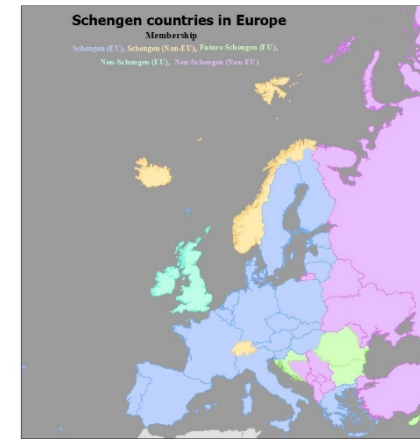 Schengen countries in Europe
Membership
Schengen (EU), Schengen (Non-EU), Future Schengen (EU),
Non-Schengen (EU), Non-Schengen (Non-EU)